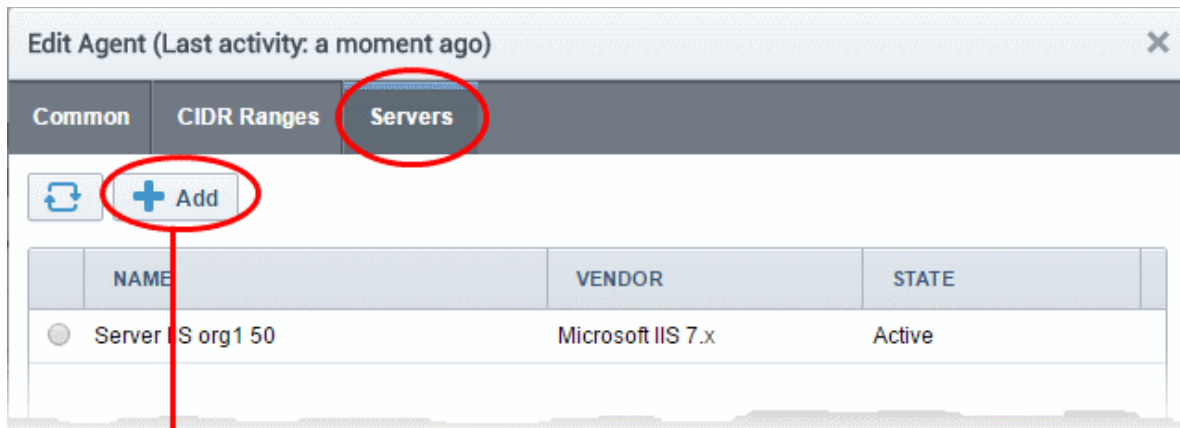 Edit Agent (Last activity: a moment ago)
Common CIDR Ranges Servers
Add
NAME VENDOR STATE
Server IIS org1 50 Microsoft IIS 7.x Active